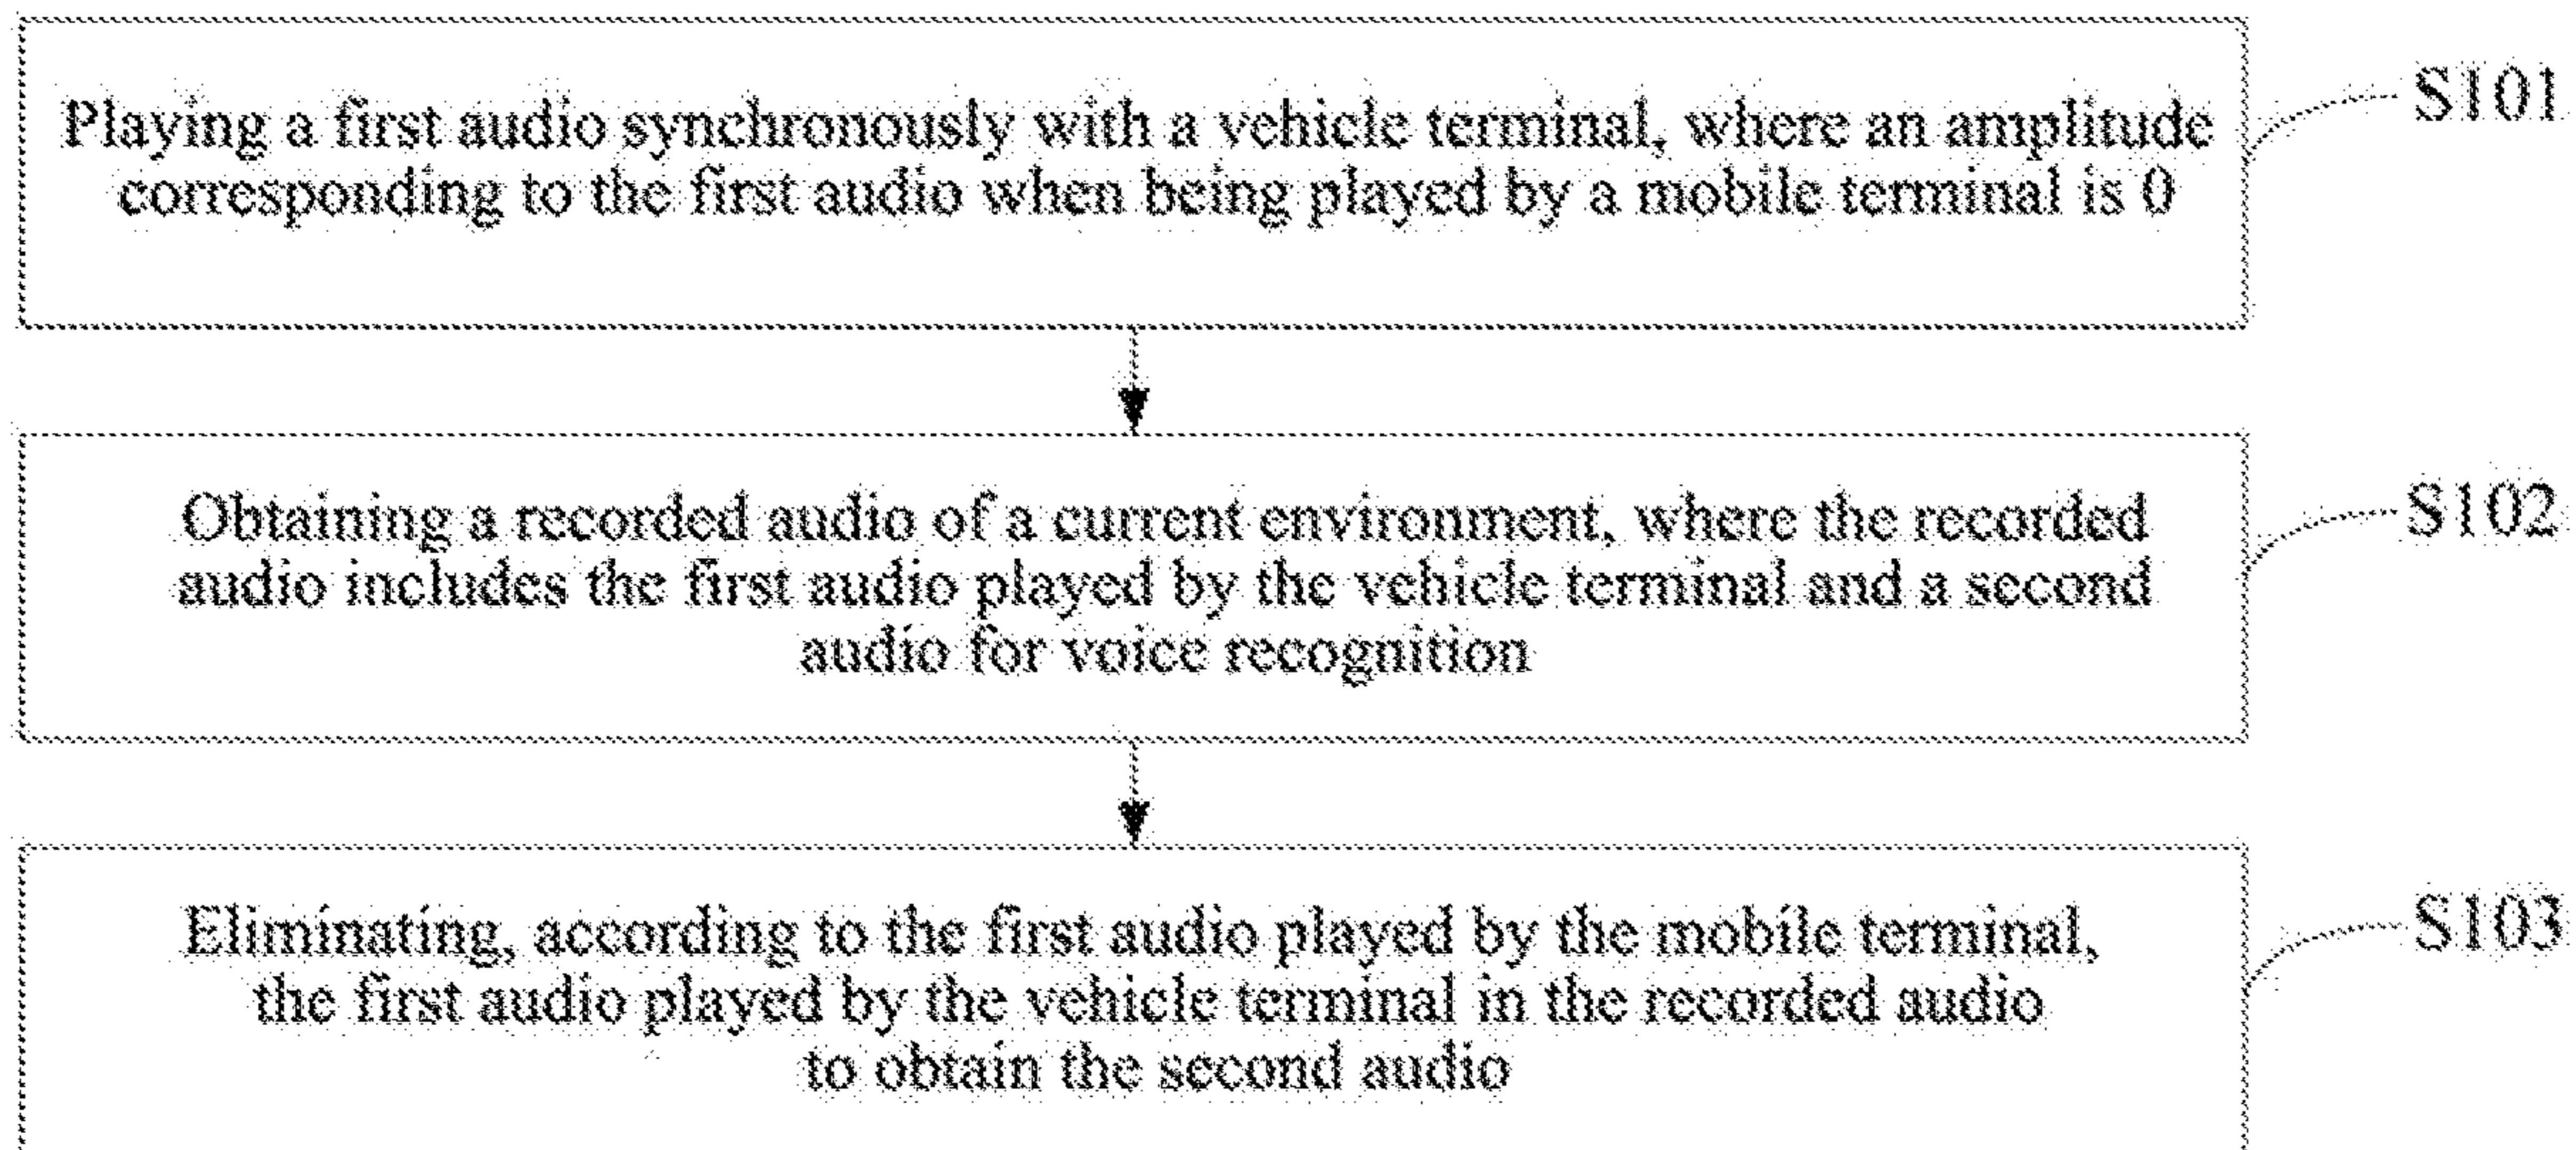 Playing a first audio synchronously with a vehicle terminal, where an amplitude
corresponding to the first audio when being played by a mobile terminal is 0
S101
Obtaining a recorded audio of a current environment, where the recorded
audio includes the first audio played by the vehicle terminal and a second
audio for voice recognition
S102
Eliminating, according to the first audio played by the mobile terminal,
the first audio played by the vehicle terminal in the recorded audio
to obtain the second audio
S103